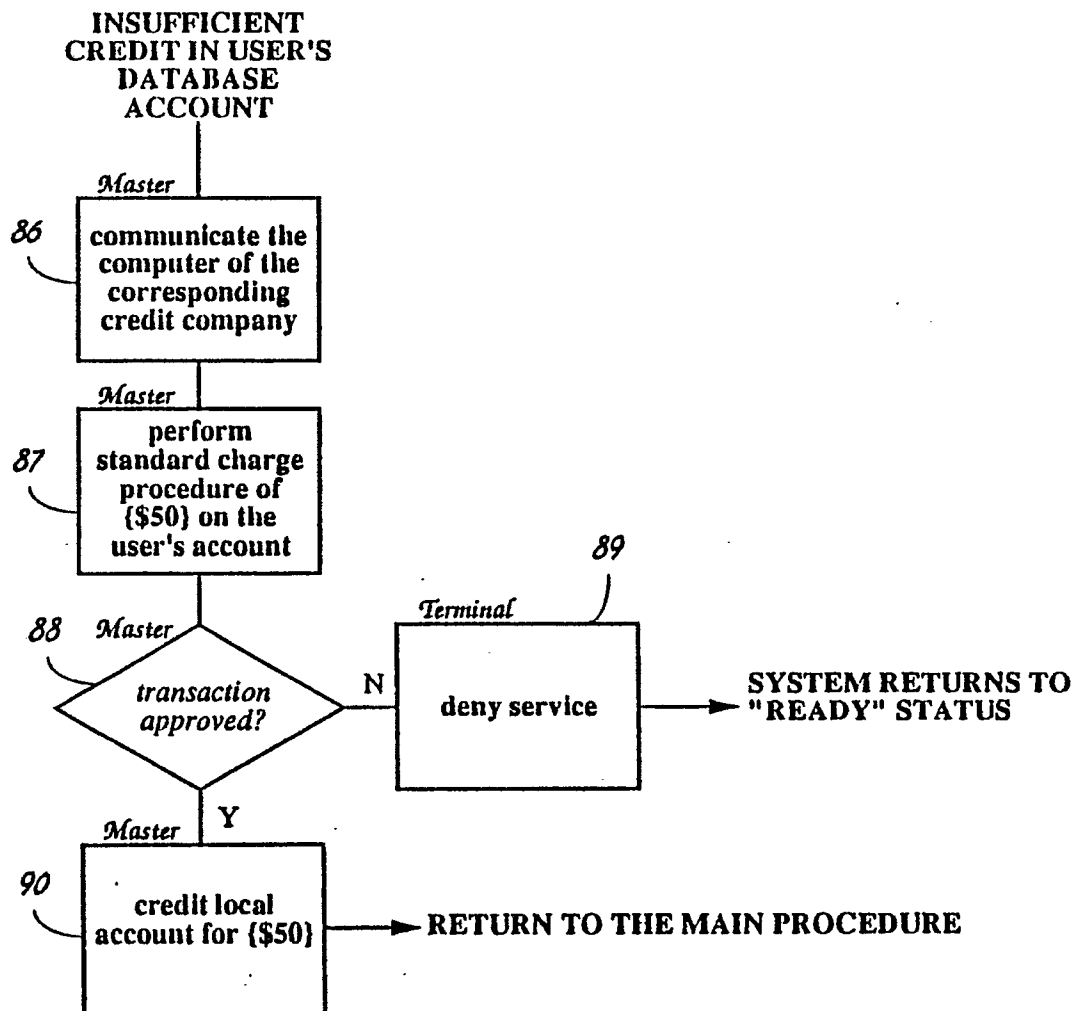 INSUFFICIENT
CREDIT IN USER'S
DATABASE
ACCOUNT
Master
86
communicate the
computer of the
corresponding
credit company
Master
87
perform
standard charge
procedure of
{$50} on the
user's account
88
Master
transaction
approved?
N
Terminal
89
deny service
SYSTEM RETURNS TO
"READY" STATUS
Y
Master
90
credit local
account for {$50}
RETURN TO THE MAIN PROCEDURE